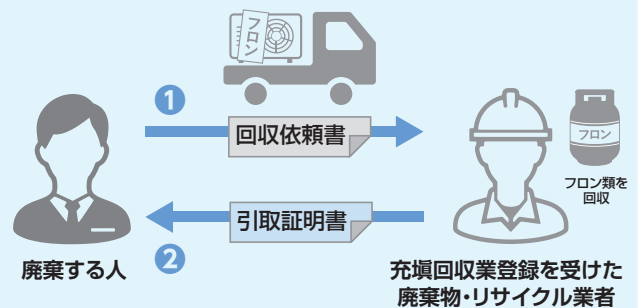 フロン
1
回収依頼書
フロン
フロン類を
回収
引取証明書
2
廃棄する人
充塡回収業登録を受けた
廃棄物・リサイクル業者